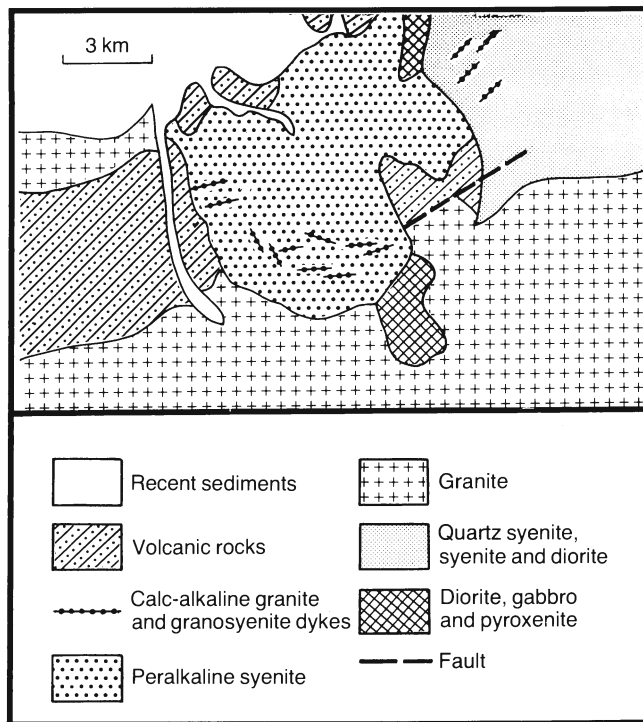 3 km
Recent sediments
Volcanic rocks
Calc-alkaline granite
and granosyenite dykes
Peralkaline syenite
Granite
Quartz syenite,
syenite and diorite
Diorite, gabbro
and pyroxenite
Fault